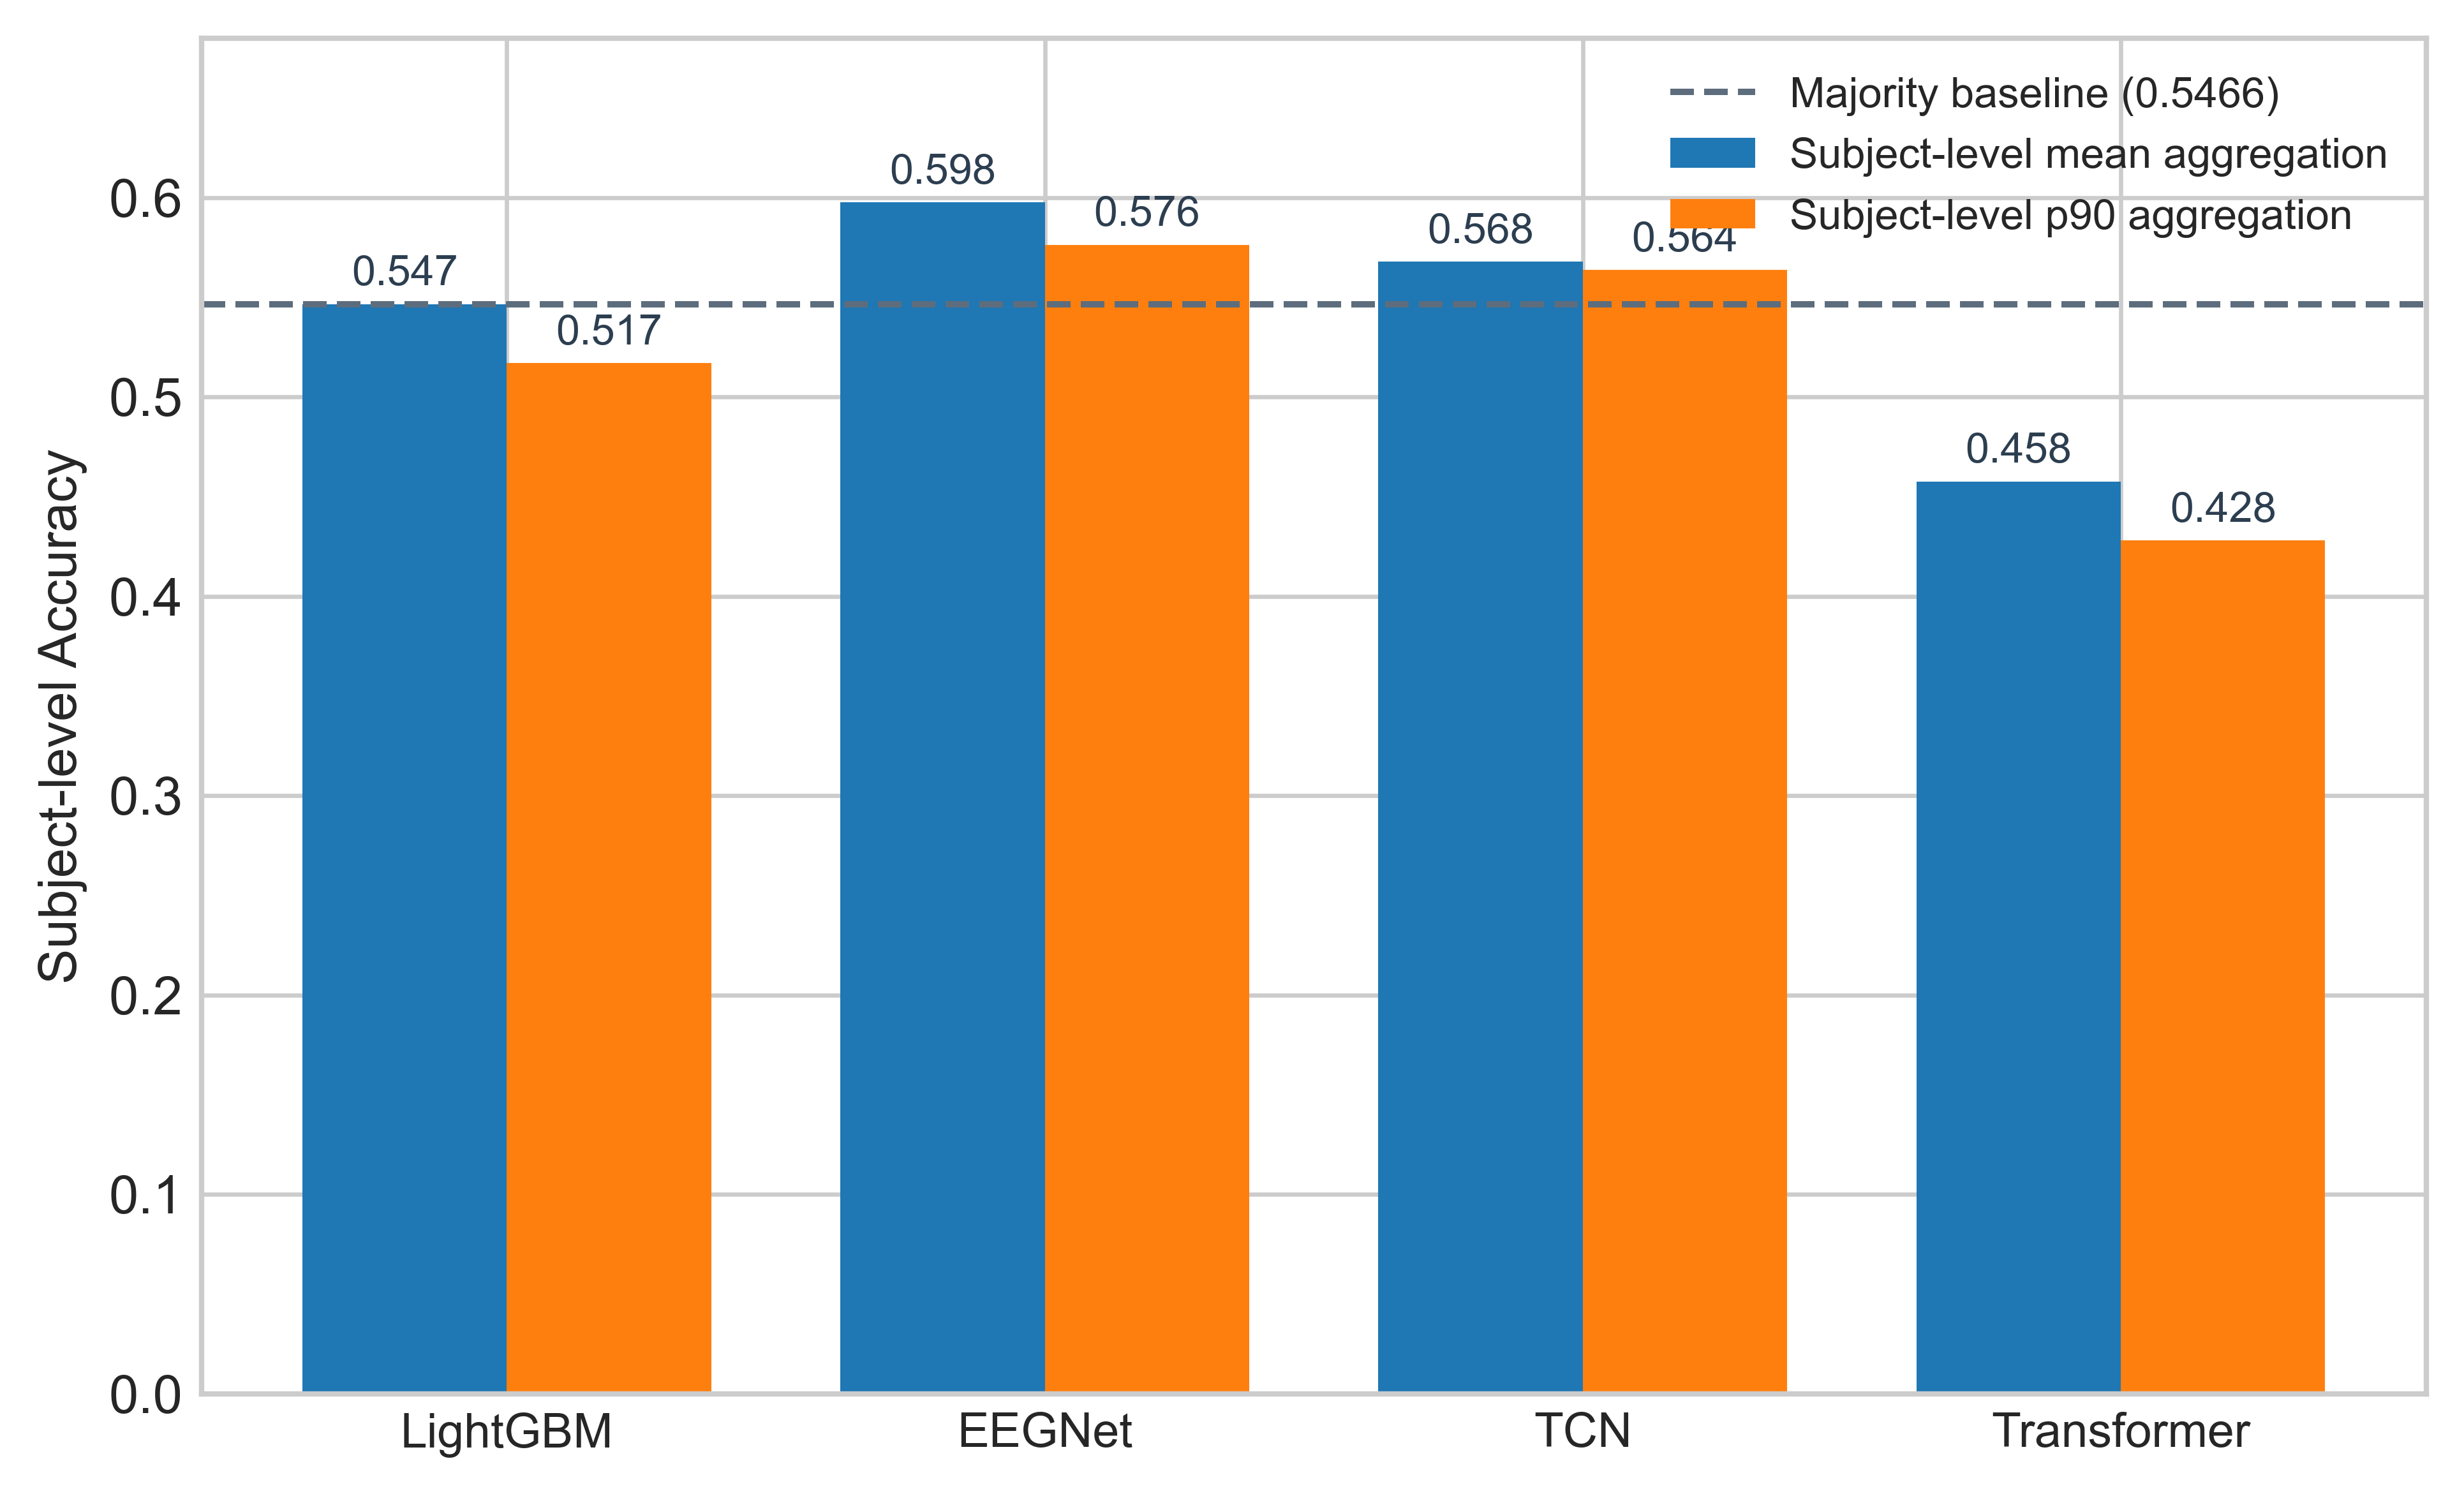 Majority baseline (0.5466)
Subject-level mean aggregation
Subject-level p90 aggregation
0.598
0.576
0.568
0.564
0.547
0.517
0.458
0.428
Subject-level Accuracy
0.6
0.5
0.4
0.3
0.2
0.1
0.0
LightGBM
EEGNet
TCN
Transformer